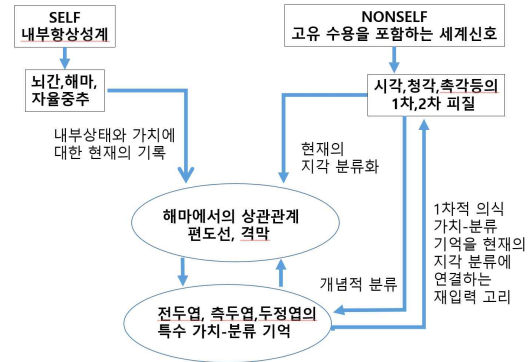 SELF
내부항상성계
NONSELF
고유 수용을 포함하는 세계신호
뇌간,해마,
자율중추
시각,청각,촉각등의
1차,2차 피질
내부상태와 가치에
대한 현재의 기록
현재의
지각 분류화
해마에서의 상관관계
편도선, 격막
1차적 의식
가치-분류
기억을 현재의
지각 분류에
연결하는
재입력 고리
개념적 분류
전두엽, 측두엽,두정엽의
특수 가치-분류 기억